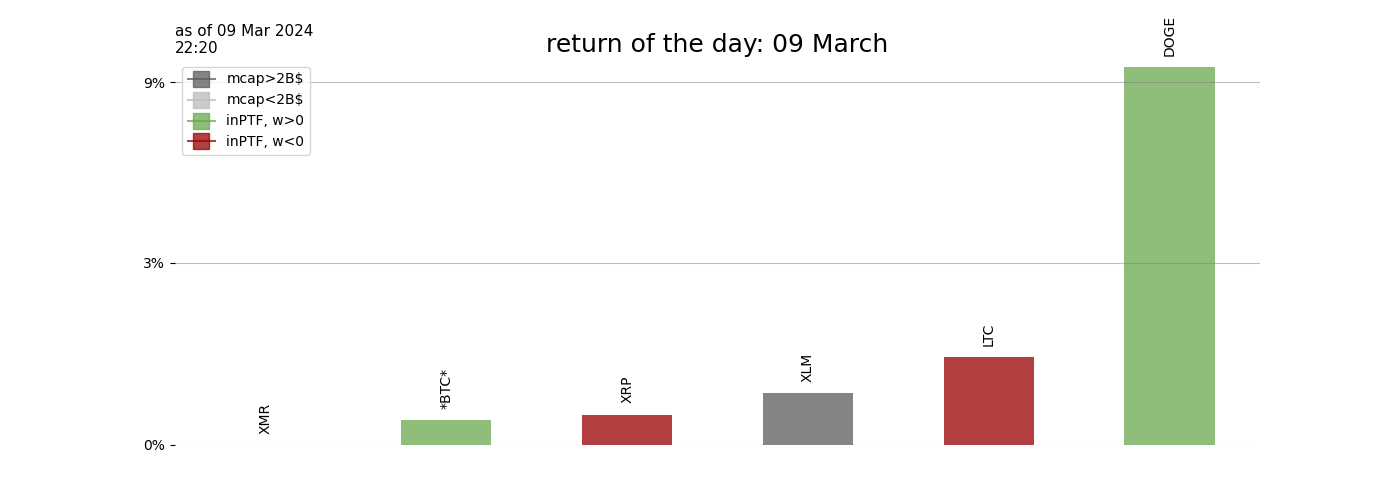 as of 09 Mar 2024
22:20
return of the day: 09 March
mcap>2B$
mcap<2B$
inPTF, w>0
inPTF, w<0
9%
3%
0%
XMR
*BTC*
XRP
XLM
LTC
DOGE